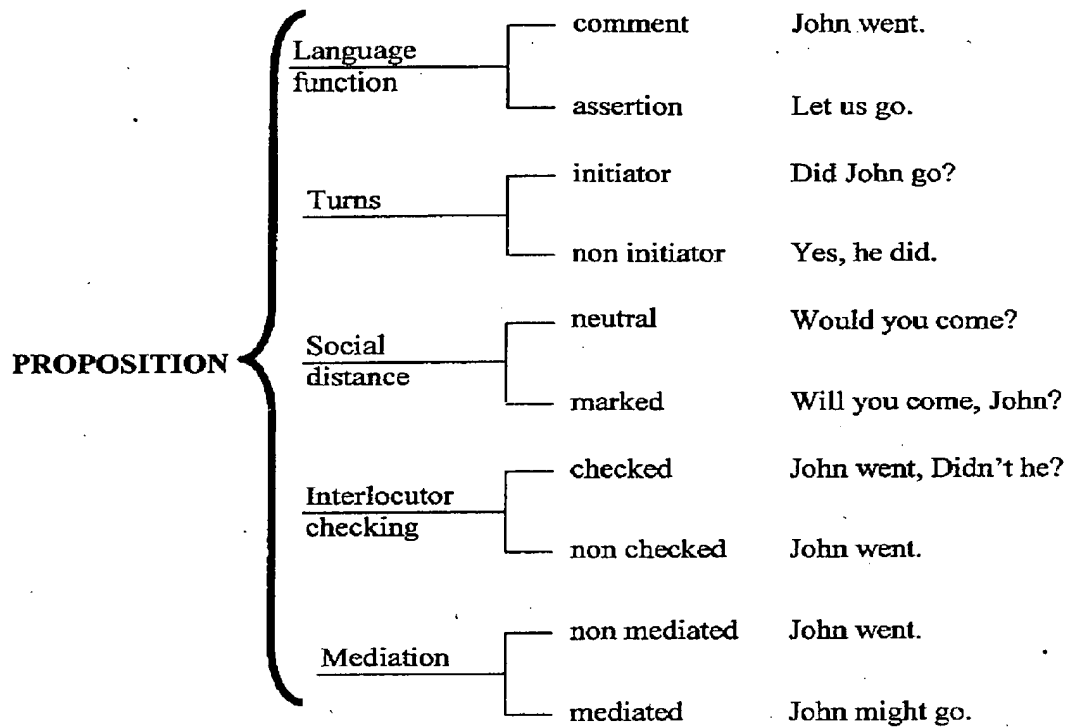 comment John went.
Language
function
assertion Let us go.
initiator Did John go?
Turns
non initiator Yes, he did.
neutral Would you come?
Social
distance
PROPOSITION
marked Will you come, John?
checked John went, Didn't he?
Interlocutor
checking
non checked John went.
non mediated John went.
Mediation
mediated John might go.